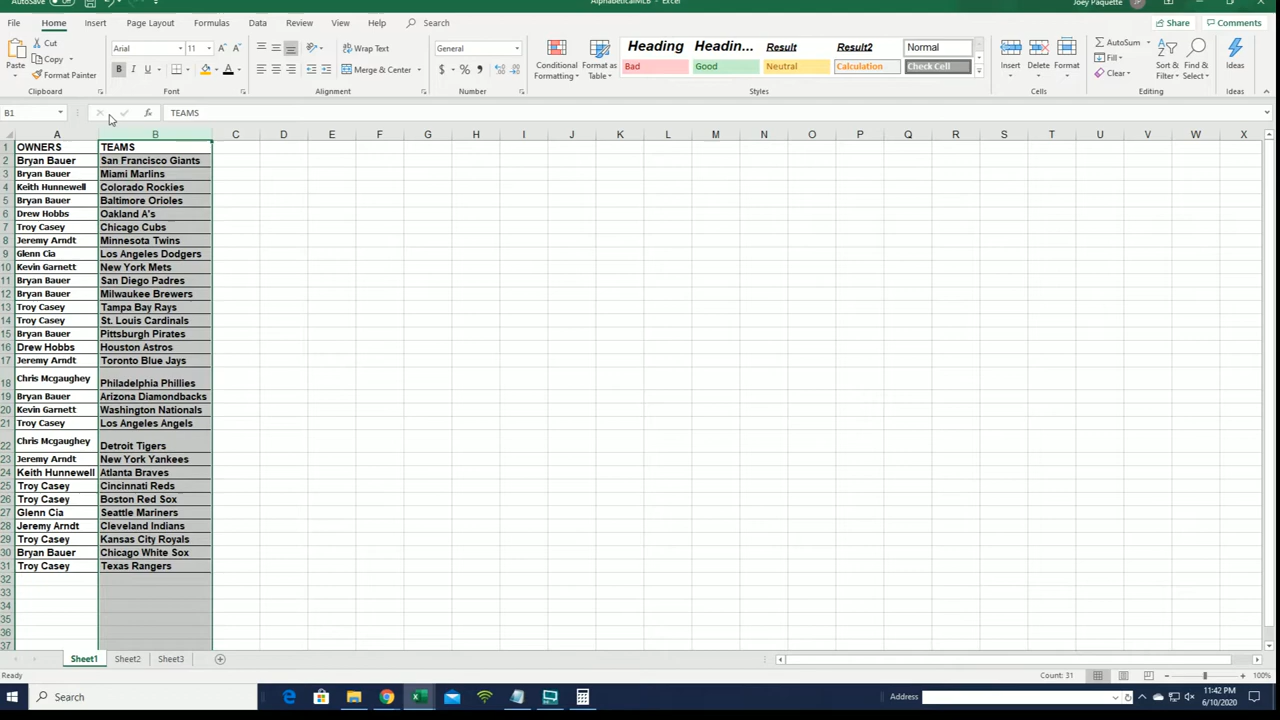 AutoSave Off AlphabeticalMLB - Excel Joey Paquette JP
File Home Insert Page Layout Formulas Data Review View Help Search Share Comments
Paste Cut Copy Format Painter Clipboard
Arial 11 Font
Wrap Text Merge & Center Alignment
General Number
Conditional Formatting Format as Table
Heading Headin... Result Result2 Normal
Bad Good Neutral Calculation Check Cell Styles
Insert Delete Format Cells
AutoSum Fill Clear Sort & Filter Find & Select Editing
Ideas Ideas
B1 fx TEAMS
A B C D E F G H I J K L M N O P Q R S T U V W X
1 OWNERS TEAMS
2 Bryan Bauer San Francisco Giants
3 Bryan Bauer Miami Marlins
4 Keith Hunnewell Colorado Rockies
5 Bryan Bauer Baltimore Orioles
6 Drew Hobbs Oakland A's
7 Troy Casey Chicago Cubs
8 Jeremy Arndt Minnesota Twins
9 Glenn Cia Los Angeles Dodgers
10 Kevin Garnett New York Mets
11 Bryan Bauer San Diego Padres
12 Bryan Bauer Milwaukee Brewers
13 Troy Casey Tampa Bay Rays
14 Troy Casey St. Louis Cardinals
15 Bryan Bauer Pittsburgh Pirates
16 Drew Hobbs Houston Astros
17 Jeremy Arndt Toronto Blue Jays
18 Chris Mcgaughey Philadelphia Phillies
19 Bryan Bauer Arizona Diamondbacks
20 Kevin Garnett Washington Nationals
21 Troy Casey Los Angeles Angels
22 Chris Mcgaughey Detroit Tigers
23 Jeremy Arndt New York Yankees
24 Keith Hunnewell Atlanta Braves
25 Troy Casey Cincinnati Reds
26 Troy Casey Boston Red Sox
27 Glenn Cia Seattle Mariners
28 Jeremy Arndt Cleveland Indians
29 Troy Casey Kansas City Royals
30 Bryan Bauer Chicago White Sox
31 Troy Casey Texas Rangers
32
33
34
35
36
37
Sheet1 Sheet2 Sheet3
Ready Count: 31 100%
Search Address 11:42 PM
6/10/2020